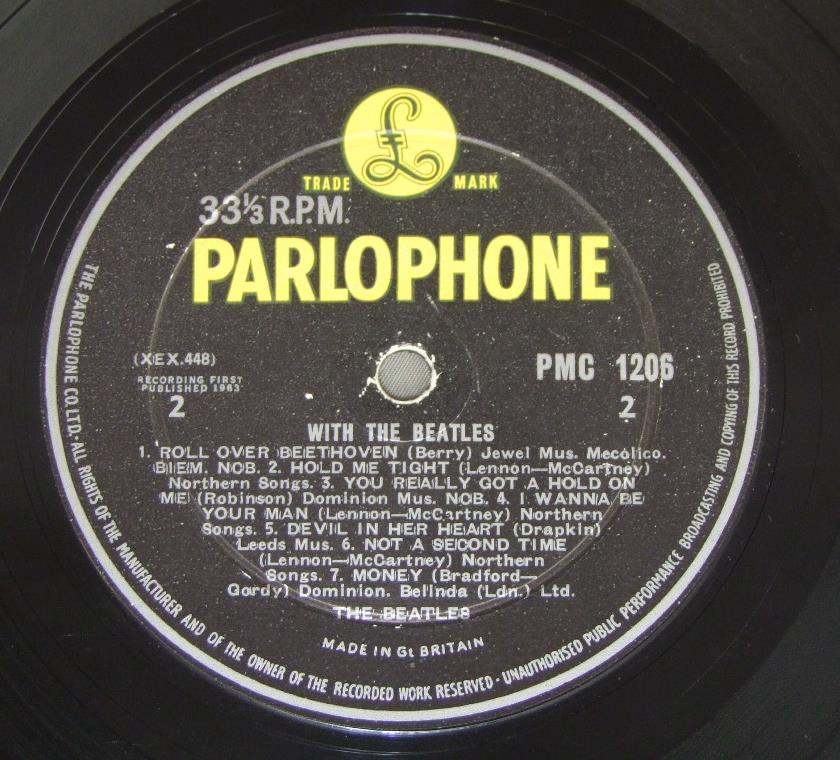 £
TRADE MARK
33⅓ R.P.M.
PARLOPHONE
(XEX.448)
RECORDING FIRST
PUBLISHED 1963
2
PMC 1206
2
WITH THE BEATLES
1. ROLL OVER BEETHOVEN (Berry) Jewel Mus. Mecolico.
BIEM. NCB. 2. HOLD ME TIGHT (Lennon—McCartney)
Northern Songs. 3. YOU REALLY GOT A HOLD ON
ME (Robinson) Dominion Mus. NCB. 4. I WANNA BE
YOUR MAN (Lennon—McCartney) Northern
Songs. 5. DEVIL IN HER HEART (Drapkin)
Leeds Mus. 6. NOT A SECOND TIME
(Lennon—McCartney) Northern
Songs. 7. MONEY (Bradford—
Gordy) Dominion. Belinda (Ldn.) Ltd.
THE BEATLES
MADE IN Gt BRITAIN
THE PARLOPHONE CO. LTD. · ALL RIGHTS OF THE MANUFACTURER AND OF THE OWNER OF THE RECORDED WORK RESERVED · UNAUTHORISED PUBLIC PERFORMANCE BROADCASTING AND COPYING OF THIS RECORD PROHIBITED